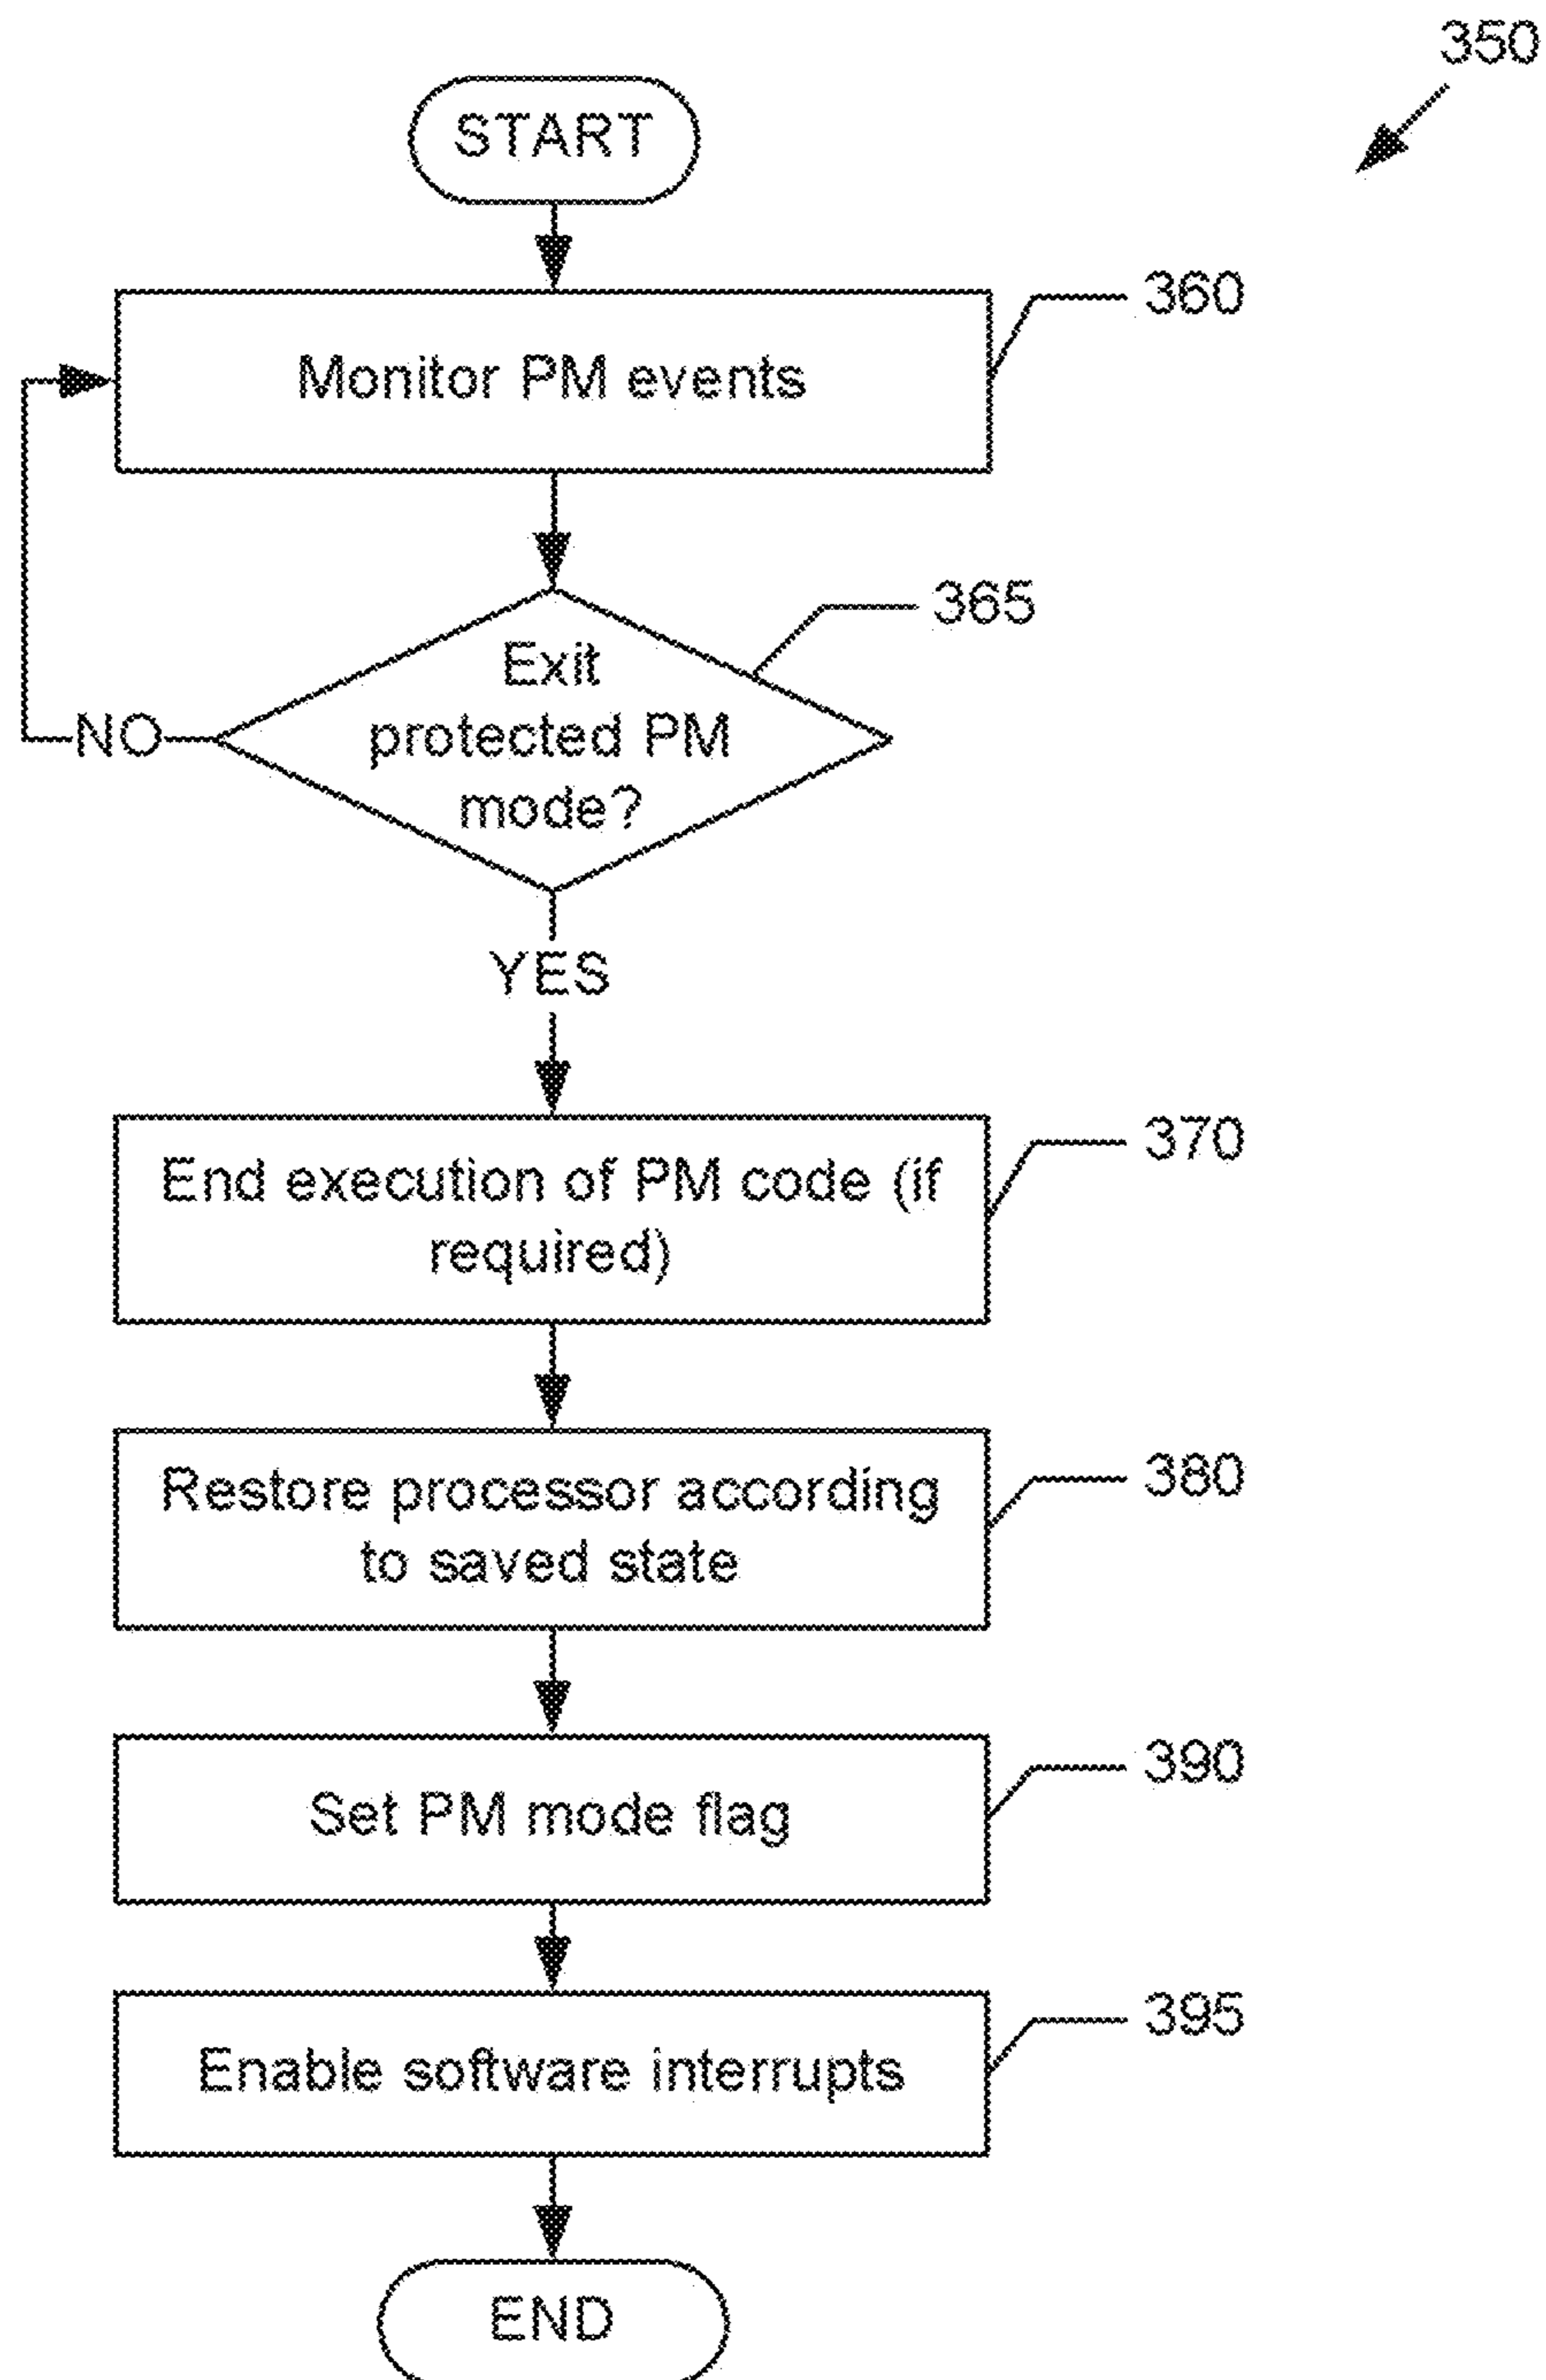 350
START
360
Monitor PM events
365
Exit
protected PM
mode?
NO
YES
370
End execution of PM code (if
required)
380
Restore processor according
to saved state
390
Set PM mode flag
395
Enable software interrupts
END